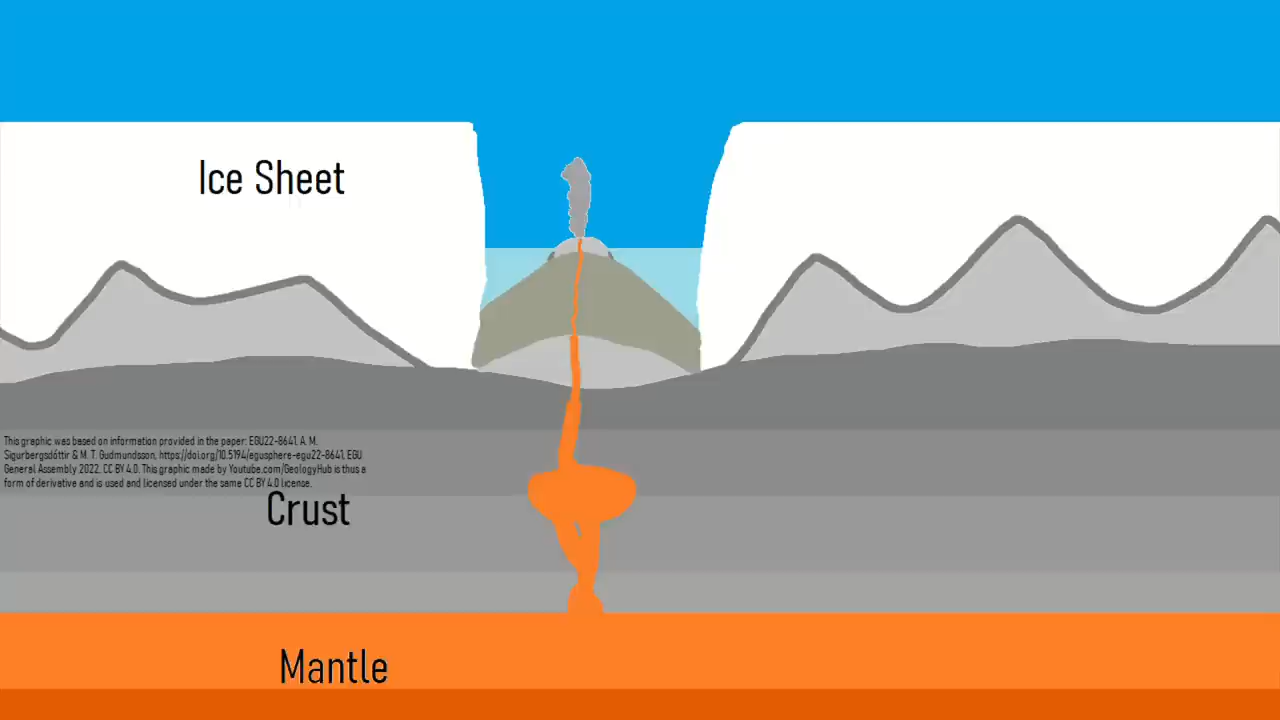 Ice Sheet
This graphic was based on information provided in the paper: EGU22-8641, A. M.
Sigurbergsdóttir & M. T. Gudmundsson, https://doi.org/10.5194/egusphere-egu22-8641, EGU
General Assembly 2022, CC BY 4.0. This graphic made by Youtube.com/GeologyHub is thus a
form of derivative and is used and licensed under the same CC BY 4.0 license.
Crust
Mantle